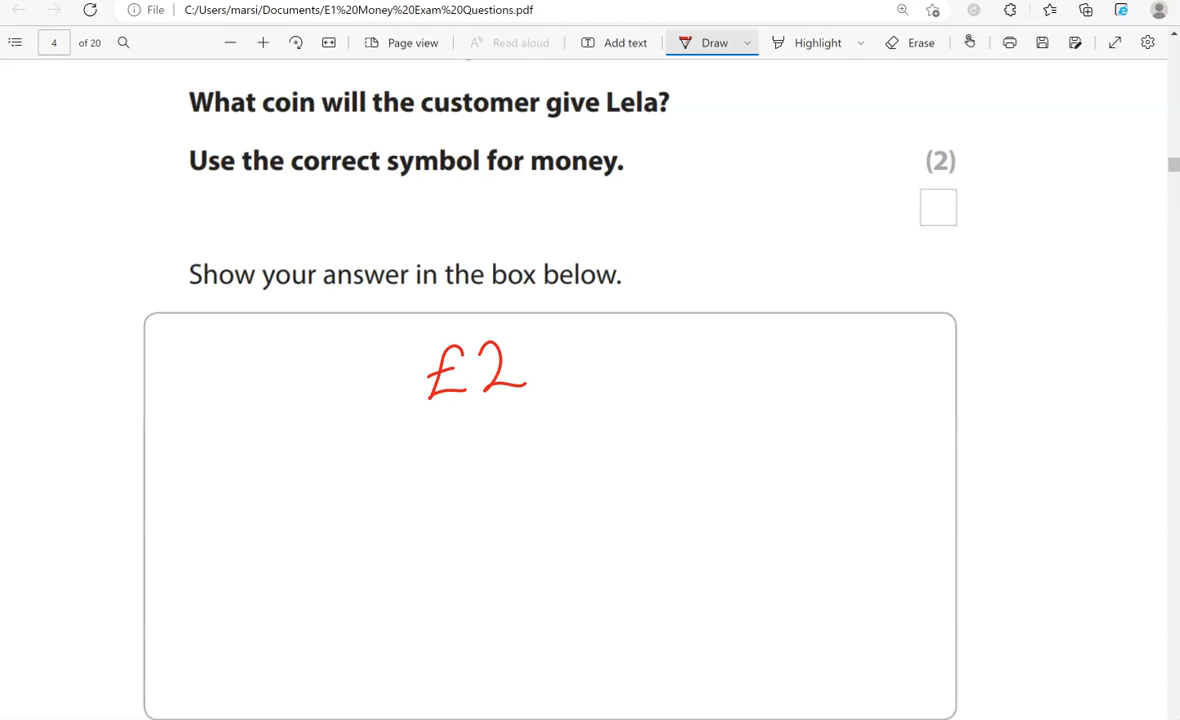 File C:/Users/marsi/Documents/E1%20Money%20Exam%20Questions.pdf
4 of 20 Page view Read aloud Add text Draw Highlight Erase
What coin will the customer give Lela?
Use the correct symbol for money. (2)
Show your answer in the box below.
£2